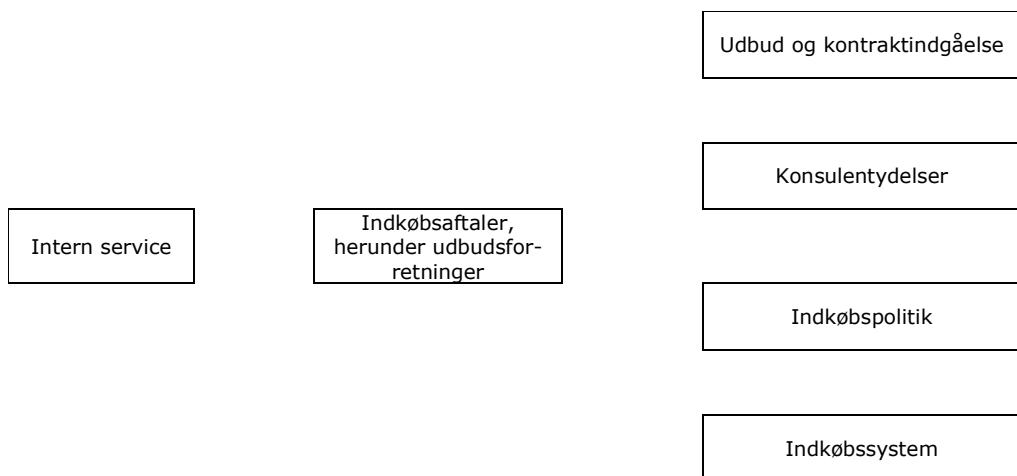 Udbud og kontraktindgåelse
Konsulentydelser
Intern service
Indkøbsaftaler,
herunder udbudsfor-
retninger
Indkøbspolitik
Indkøbssystem